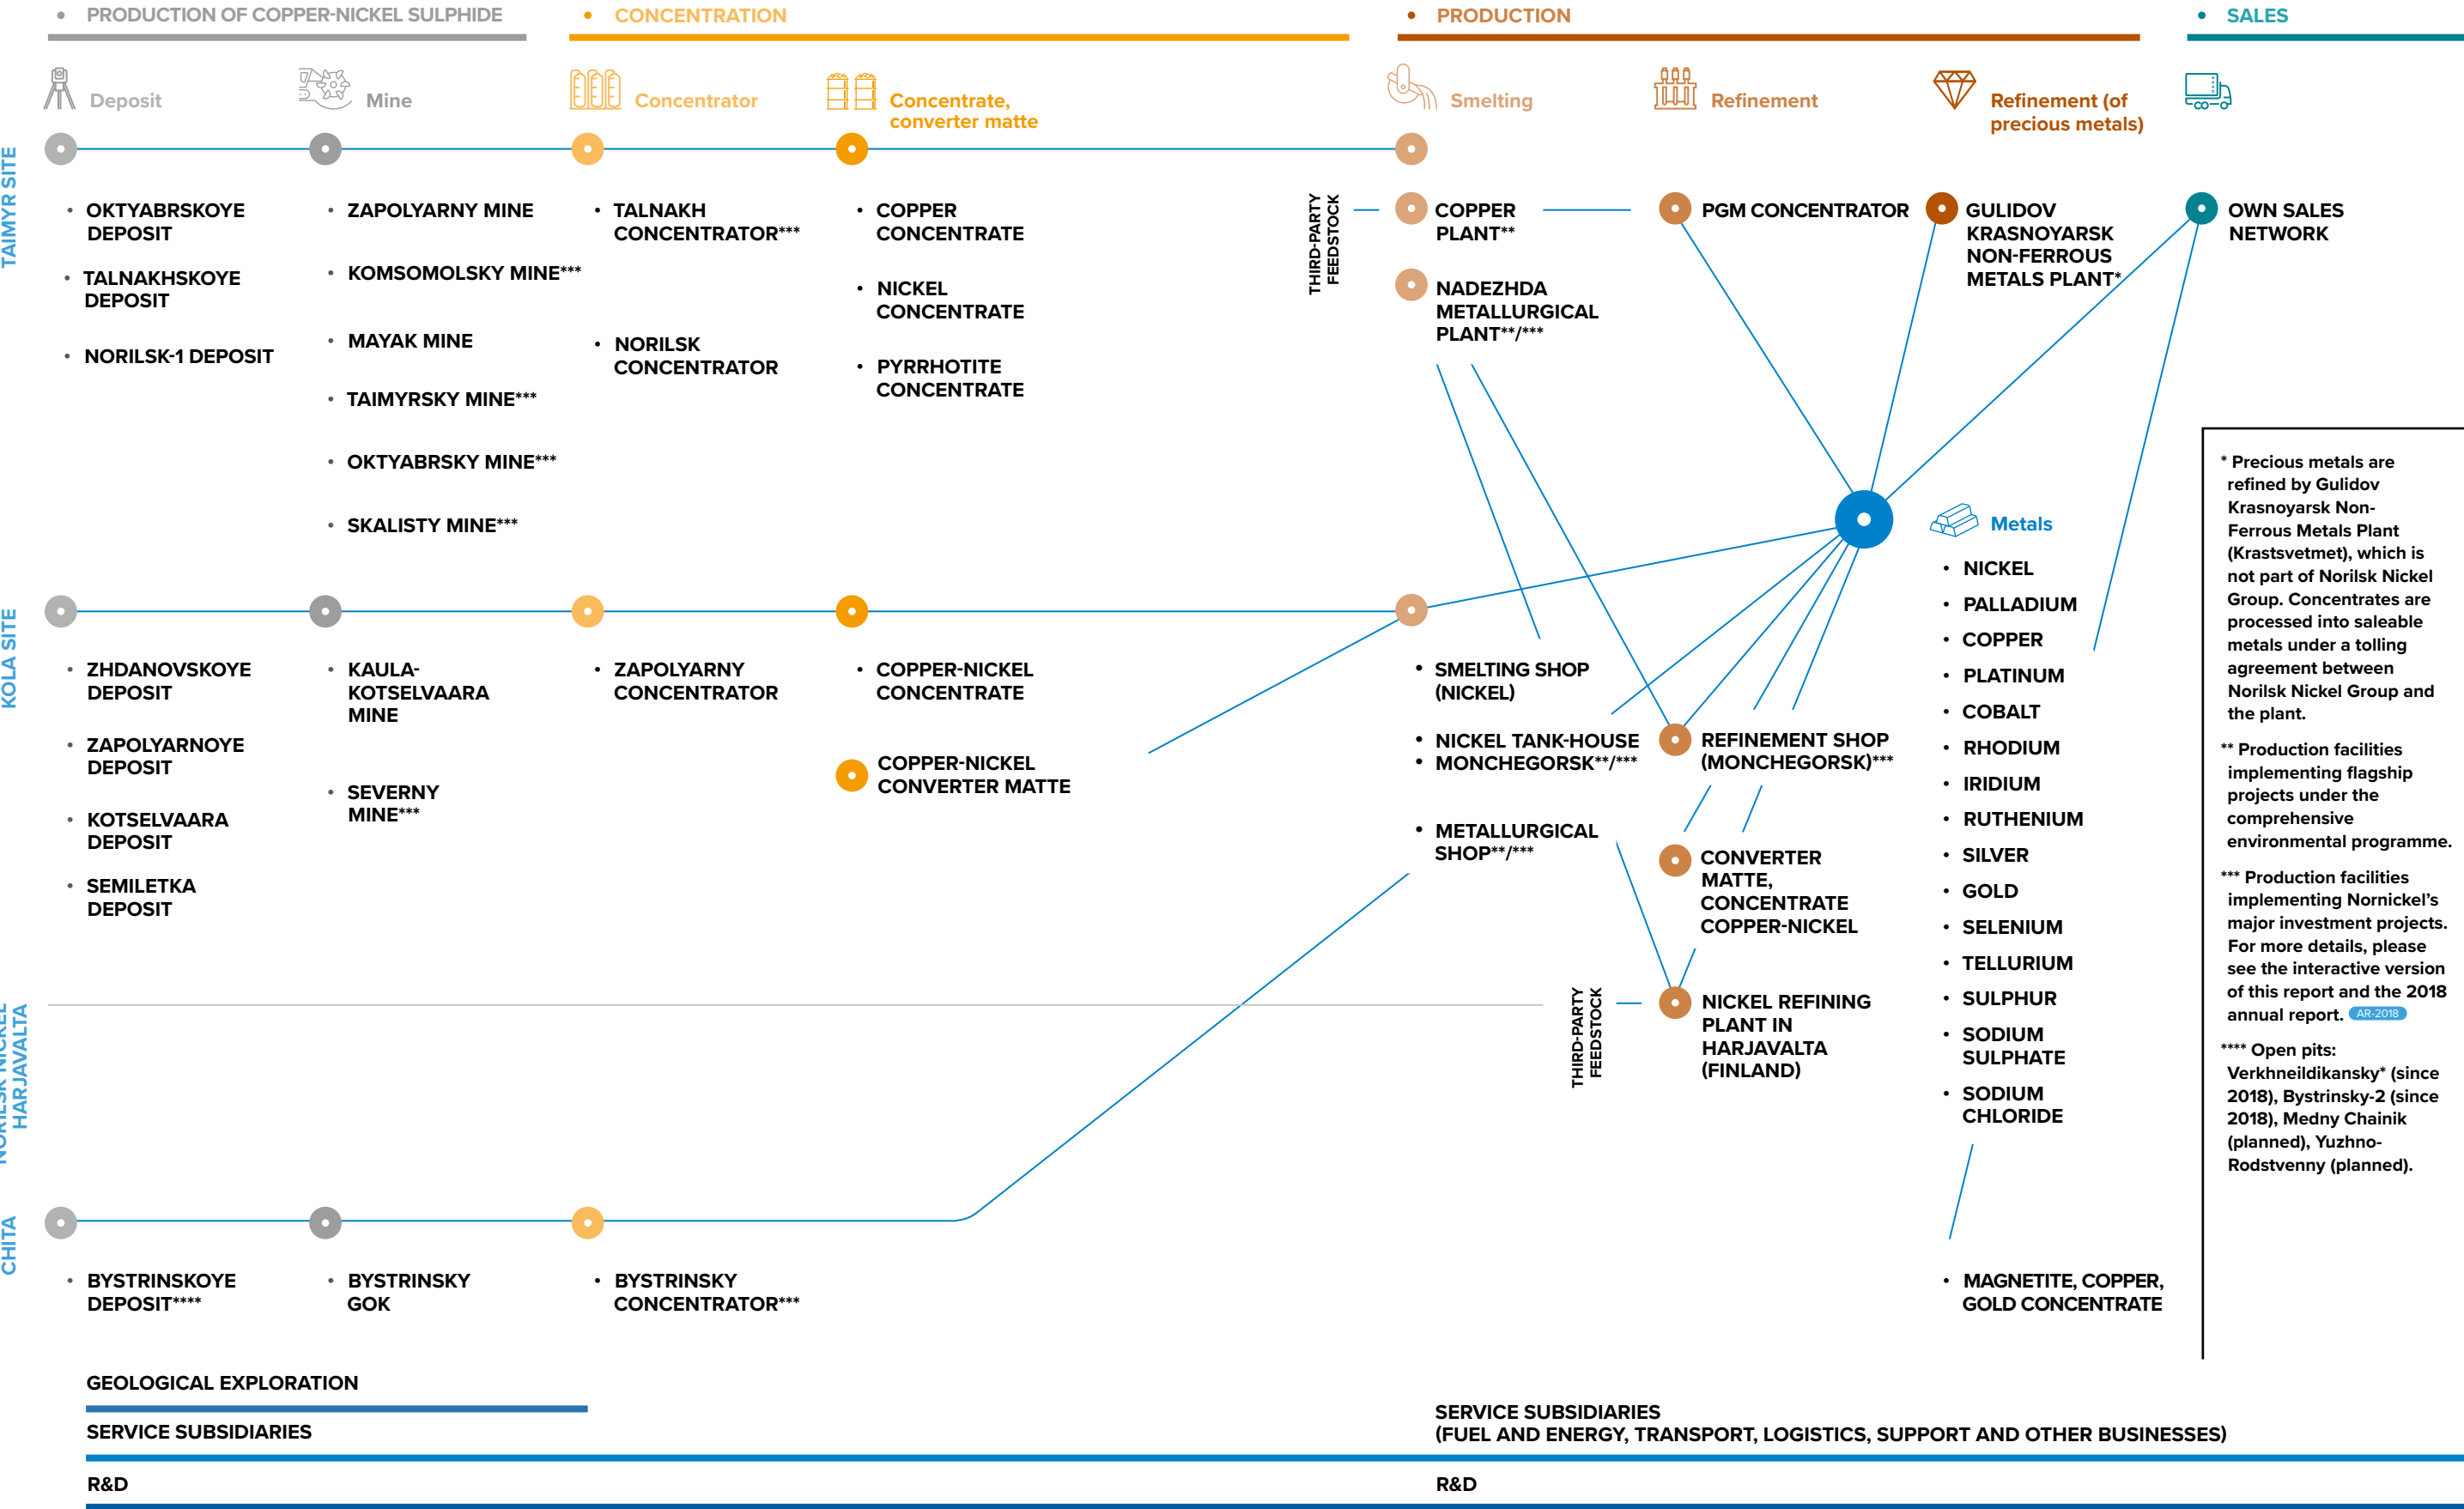 PRODUCTION OF COPPER-NICKEL SULPHIDE
CONCENTRATION
PRODUCTION
SALES
Deposit
Mine
Concentrator
Concentrate,
converter matte
Smelting
Refinement
Refinement (of
precious metals)
TAIMYR SITE
• OKTYABRSKOYE
DEPOSIT
• TALNAKHSKOYE
DEPOSIT
• NORILSK-1 DEPOSIT
• ZAPOLYARNY MINE
• KOMSOMOLSKY MINE***
• MAYAK MINE
• TAIMYRSKY MINE***
• OKTYABRSKY MINE***
• SKALISTY MINE***
• TALNAKH
CONCENTRATOR***
• NORILSK
CONCENTRATOR
• COPPER
CONCENTRATE
• NICKEL
CONCENTRATE
• PYRRHOTITE
CONCENTRATE
THIRD-PARTY
FEEDSTOCK
COPPER
PLANT**
NADEZHDA
METALLURGICAL
PLANT**/***
PGM CONCENTRATOR
GULIDOV
KRASNOYARSK
NON-FERROUS
METALS PLANT*
OWN SALES
NETWORK
KOLA SITE
• ZHDANOVSKOYE
DEPOSIT
• ZAPOLYARNOYE
DEPOSIT
• KOTSELVAARA
DEPOSIT
• SEMILETKA
DEPOSIT
• KAULA-
KOTSELVAARA
MINE
• SEVERNY
MINE***
• ZAPOLYARNY
CONCENTRATOR
• COPPER-NICKEL
CONCENTRATE
COPPER-NICKEL
CONVERTER MATTE
• SMELTING SHOP
(NICKEL)
• NICKEL TANK-HOUSE
• MONCHEGORSK**/***
• METALLURGICAL
SHOP**/***
REFINEMENT SHOP
(MONCHEGORSK)***
CONVERTER
MATTE,
CONCENTRATE
COPPER-NICKEL
NORILSK NICKEL
HARJAVALTA
THIRD-PARTY
FEEDSTOCK
NICKEL REFINING
PLANT IN
HARJAVALTA
(FINLAND)
Metals
• NICKEL
• PALLADIUM
• COPPER
• PLATINUM
• COBALT
• RHODIUM
• IRIDIUM
• RUTHENIUM
• SILVER
• GOLD
• SELENIUM
• TELLURIUM
• SULPHUR
• SODIUM
SULPHATE
• SODIUM
CHLORIDE
• MAGNETITE, COPPER,
GOLD CONCENTRATE
CHITA
• BYSTRINSKOYE
DEPOSIT****
• BYSTRINSKY
GOK
• BYSTRINSKY
CONCENTRATOR***
* Precious metals are
refined by Gulidov
Krasnoyarsk Non-
Ferrous Metals Plant
(Krastsvetmet), which is
not part of Norilsk Nickel
Group. Concentrates are
processed into saleable
metals under a tolling
agreement between
Norilsk Nickel Group and
the plant.
** Production facilities
implementing flagship
projects under the
comprehensive
environmental programme.
*** Production facilities
implementing Nornickel's
major investment projects.
For more details, please
see the interactive version
of this report and the 2018
annual report. AR-2018
**** Open pits:
Verkhneildikansky* (since
2018), Bystrinsky-2 (since
2018), Medny Chainik
(planned), Yuzhno-
Rodstvenny (planned).
GEOLOGICAL EXPLORATION
SERVICE SUBSIDIARIES
R&D
SERVICE SUBSIDIARIES
(FUEL AND ENERGY, TRANSPORT, LOGISTICS, SUPPORT AND OTHER BUSINESSES)
R&D